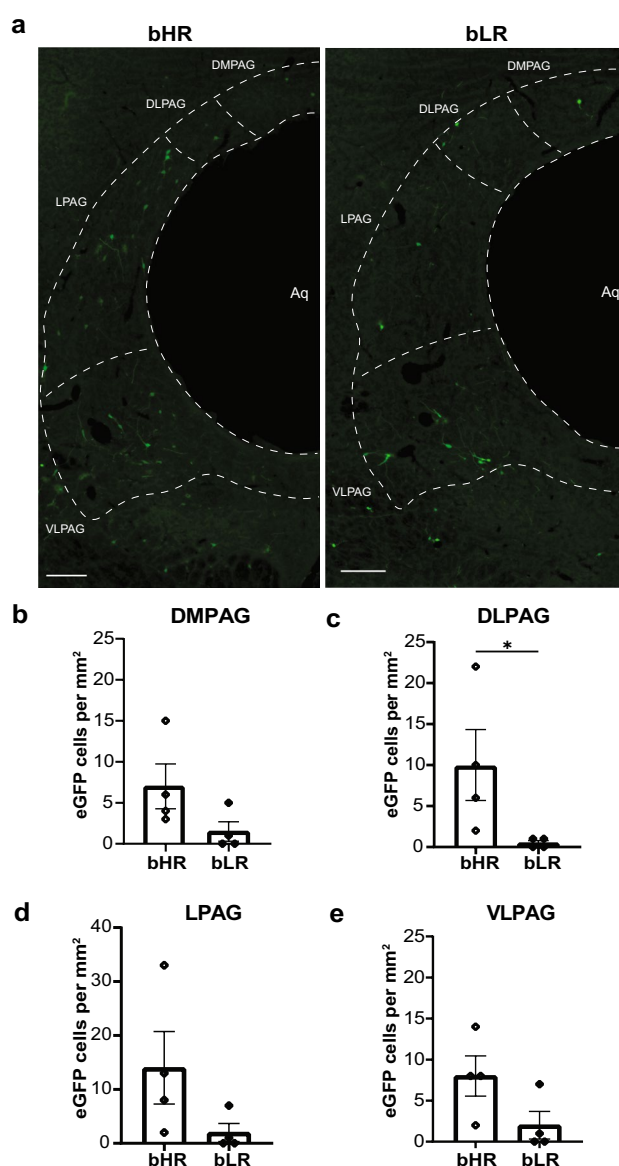 a
bHR
bLR
DMPAG
DLPAG
LPAG
Aq
VLPAG
DMPAG
DLPAG
LPAG
Aq
VLPAG
b
DMPAG
eGFP cells per mm²
25
20
15
10
5
0
bHR
bLR
c
DLPAG
eGFP cells per mm²
25
20
15
10
5
0
*
bHR
bLR
d
LPAG
eGFP cells per mm²
40
30
20
10
0
bHR
bLR
e
VLPAG
eGFP cells per mm²
25
20
15
10
5
0
bHR
bLR